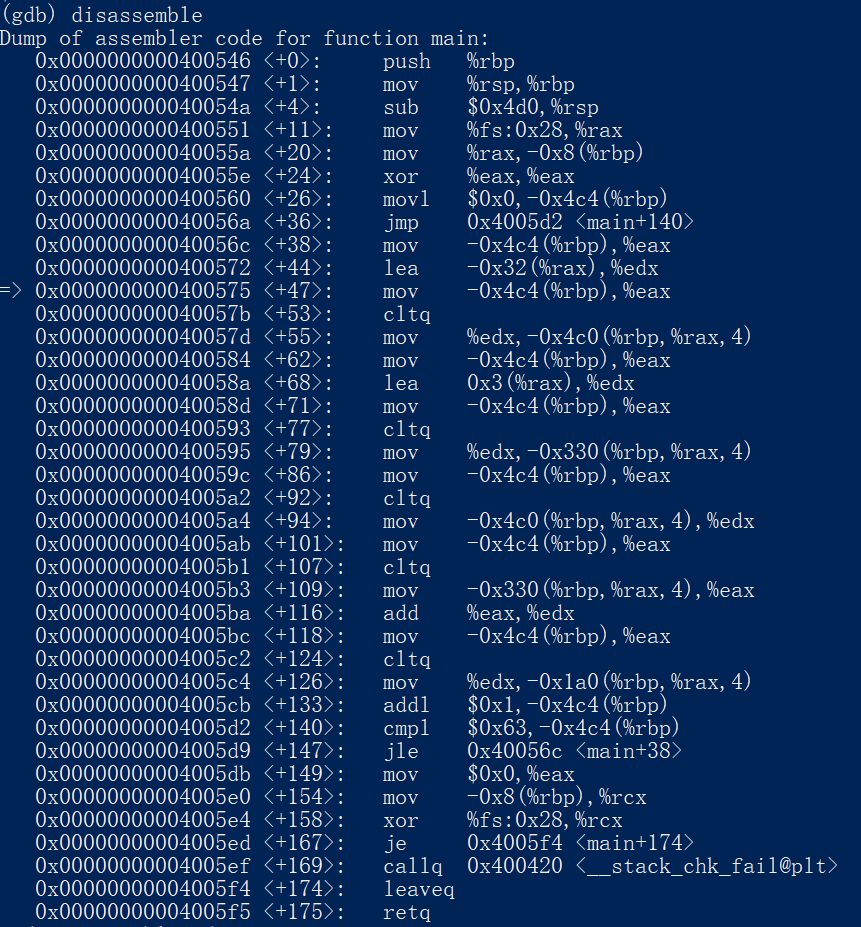 (gdb) disassemble
Dump of assembler code for function main:
   0x0000000000400546 <+0>:     push   %rbp
   0x0000000000400547 <+1>:     mov    %rsp,%rbp
   0x000000000040054a <+4>:     sub    $0x4d0,%rsp
   0x0000000000400551 <+11>:    mov    %fs:0x28,%rax
   0x000000000040055a <+20>:    mov    %rax,-0x8(%rbp)
   0x000000000040055e <+24>:    xor    %eax,%eax
   0x0000000000400560 <+26>:    movl   $0x0,-0x4c4(%rbp)
   0x000000000040056a <+36>:    jmp    0x4005d2 <main+140>
   0x000000000040056c <+38>:    mov    -0x4c4(%rbp),%eax
   0x0000000000400572 <+44>:    lea    -0x32(%rax),%edx
=> 0x0000000000400575 <+47>:    mov    -0x4c4(%rbp),%eax
   0x000000000040057b <+53>:    cltq
   0x000000000040057d <+55>:    mov    %edx,-0x4c0(%rbp,%rax,4)
   0x0000000000400584 <+62>:    mov    -0x4c4(%rbp),%eax
   0x000000000040058a <+68>:    lea    0x3(%rax),%edx
   0x000000000040058d <+71>:    mov    -0x4c4(%rbp),%eax
   0x0000000000400593 <+77>:    cltq
   0x0000000000400595 <+79>:    mov    %edx,-0x330(%rbp,%rax,4)
   0x000000000040059c <+86>:    mov    -0x4c4(%rbp),%eax
   0x00000000004005a2 <+92>:    cltq
   0x00000000004005a4 <+94>:    mov    -0x4c0(%rbp,%rax,4),%edx
   0x00000000004005ab <+101>:   mov    -0x4c4(%rbp),%eax
   0x00000000004005b1 <+107>:   cltq
   0x00000000004005b3 <+109>:   mov    -0x330(%rbp,%rax,4),%eax
   0x00000000004005ba <+116>:   add    %eax,%edx
   0x00000000004005bc <+118>:   mov    -0x4c4(%rbp),%eax
   0x00000000004005c2 <+124>:   cltq
   0x00000000004005c4 <+126>:   mov    %edx,-0x1a0(%rbp,%rax,4)
   0x00000000004005cb <+133>:   addl   $0x1,-0x4c4(%rbp)
   0x00000000004005d2 <+140>:   cmpl   $0x63,-0x4c4(%rbp)
   0x00000000004005d9 <+147>:   jle    0x40056c <main+38>
   0x00000000004005db <+149>:   mov    $0x0,%eax
   0x00000000004005e0 <+154>:   mov    -0x8(%rbp),%rcx
   0x00000000004005e4 <+158>:   xor    %fs:0x28,%rcx
   0x00000000004005ed <+167>:   je     0x4005f4 <main+174>
   0x00000000004005ef <+169>:   callq  0x400420 <__stack_chk_fail@plt>
   0x00000000004005f4 <+174>:   leaveq
   0x00000000004005f5 <+175>:   retq